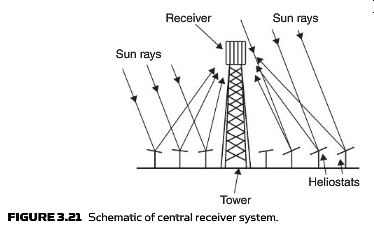 Receiver
Sun rays
Sun rays
Heliostats
Tower
FIGURE 3.21 Schematic of central receiver system.